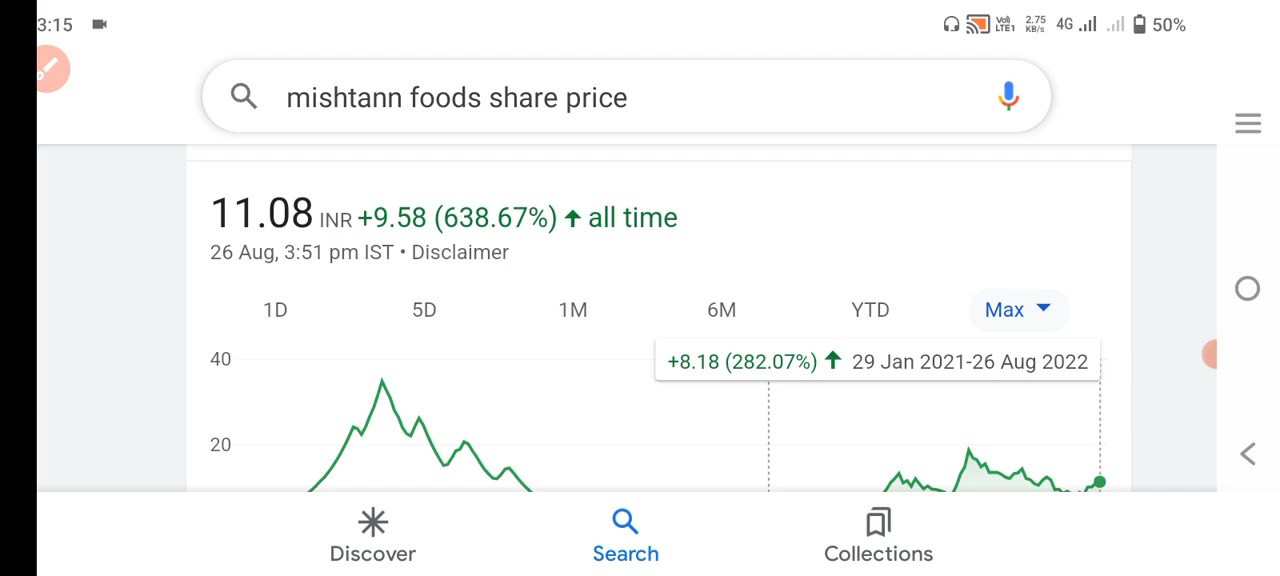 3:15 Vo) LTE1 2.75 KB/s 4G 50%
mishtann foods share price
11.08 INR +9.58 (638.67%) ↑ all time
26 Aug, 3:51 pm IST • Disclaimer
1D 5D 1M 6M YTD Max
40
+8.18 (282.07%) ↑ 29 Jan 2021-26 Aug 2022
20
Discover Search Collections